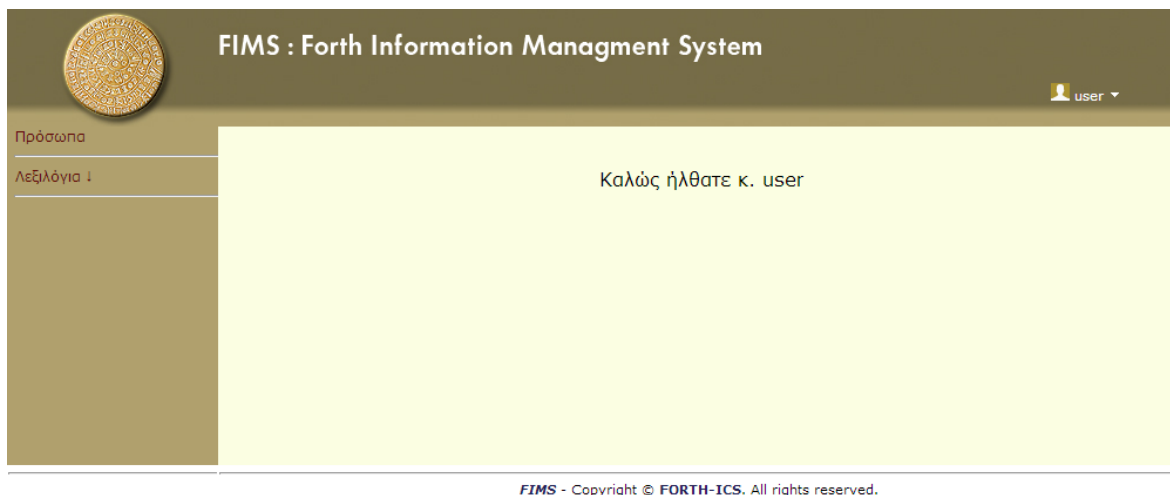 FIMS : Forth Information Managment System
user
Πρόσωπα
Λεξιλόγια ↓
Καλώς ήλθατε κ. user
FIMS - Copyright © FORTH-ICS. All rights reserved.